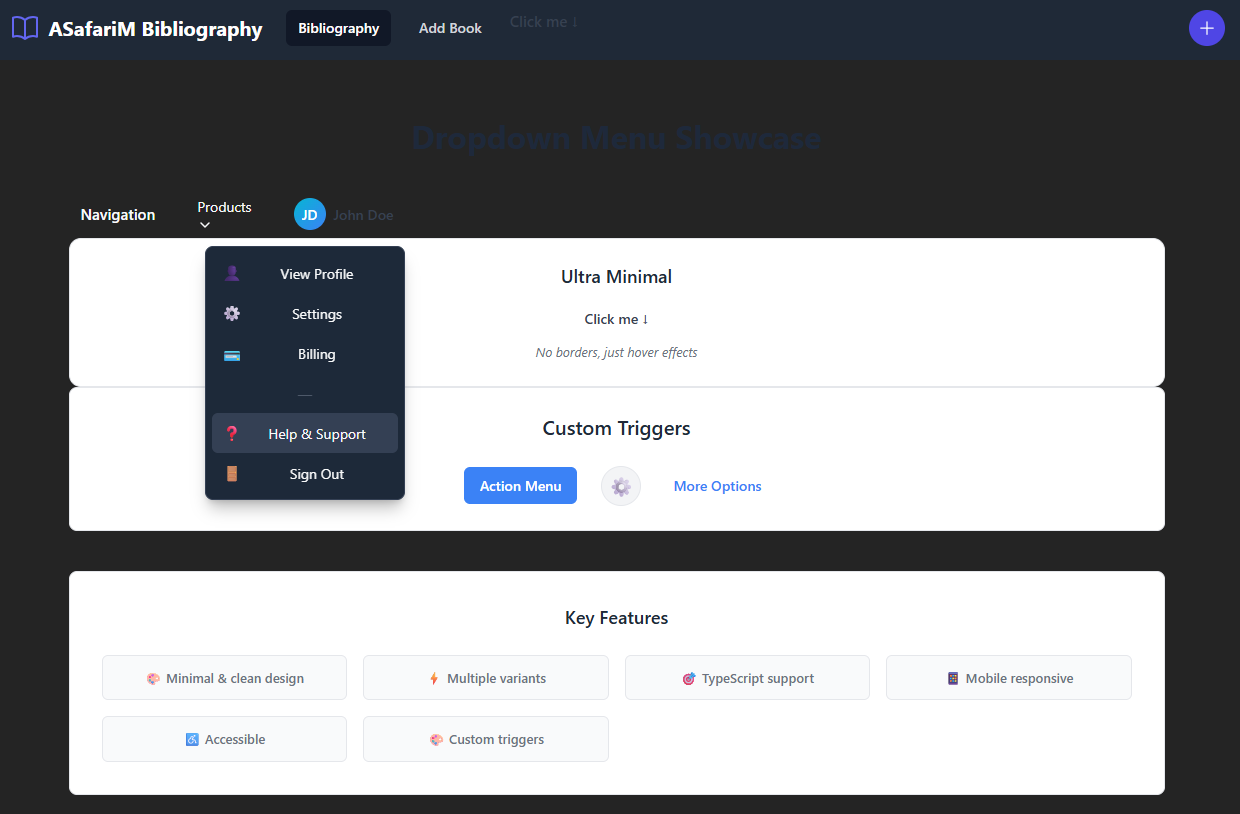 ASafariM Bibliography
Bibliography
Add Book
Click me ↓
+
Dropdown Menu Showcase
Navigation
Products
JD
John Doe
View Profile
Settings
Billing
—
Help & Support
Sign Out
Ultra Minimal
Click me ↓
No borders, just hover effects
Custom Triggers
Action Menu
More Options
Key Features
🎨 Minimal & clean design
⚡ Multiple variants
🎯 TypeScript support
📱 Mobile responsive
♿ Accessible
🎨 Custom triggers